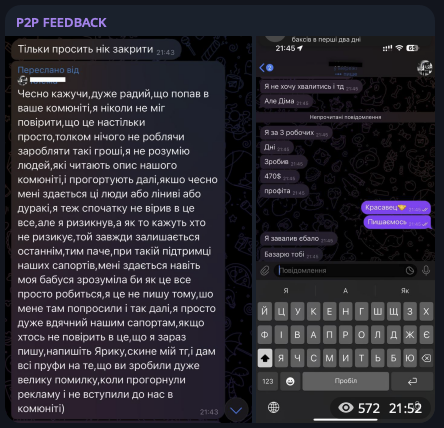 P2P FEEDBACK
Тільки просить нік закрити 21:43
Переслано від
Чесно кажучи,дуже радий,що попав в
ваше комюніті,я ніколи не міг
повірити,що це настільки
просто,толком нічого не роблячи
заробляти такі гроші,я не розумію
людей,які читають опис нашого
комюніті,і прогортують далі,якшо чесно
мені здається ці люди або ліниві або
дуракі,я теж спочатку не вірив в це
все,але я ризикнув,а як то кажуть хто
не ризикує,той завжди залишається
останнім,тим паче,при такій підтримці
наших сапортів,мені здається навіть
моя бабуся зрозуміла би як це все
просто робиться,я це не пишу тому,шо
мене там попросили і так далі,я просто
дуже вдячний нашим сапортам,якщо
хтось не повірить в це,що я зараз
пишу,напишіть Ярику,скине мій тг,і дам
всі пруфи на те,що ви зробили дуже
велику помилку,коли прогорнули
рекламу і не вступили до нас в
комюніті) 21:43
баксів в перші два дні
21:45
2
Я не хочу хвалитись і тд 21:45
Але Діма 21:45
Непрочитані повідомлення
Я за 3 робочих 21:45
Дні 21:45
Зробив 21:45
470$ 21:45
профіта 21:45
Красавец 21:45
Пишаємось 21:45
Я завалив єбало 21:45
Базарю тобі 21:45
Повідомлення
Я А Як
Й Ц У К Е Н Г Ш Щ З Х
Ф І В А П Р О Л Д Ж Є
Я Ч С М И Т Ь Б Ю
123 Пробіл
572 21:52